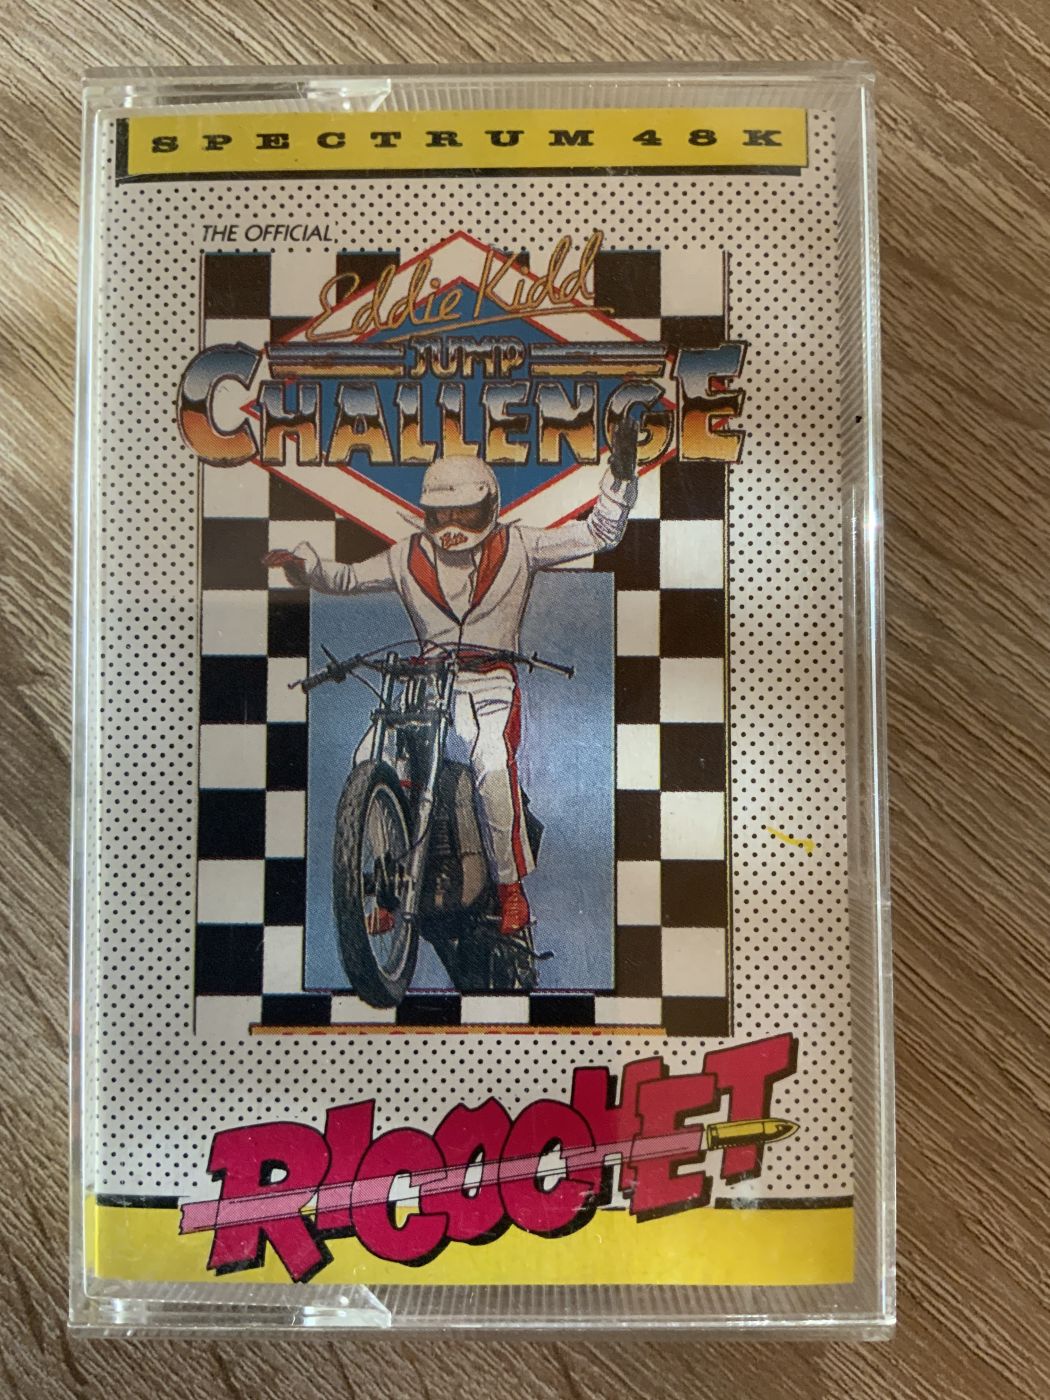 SPECTRUM 48K
THE OFFICIAL
Eddie Kidd
JUMP
CHALLENGE
RICOCHET